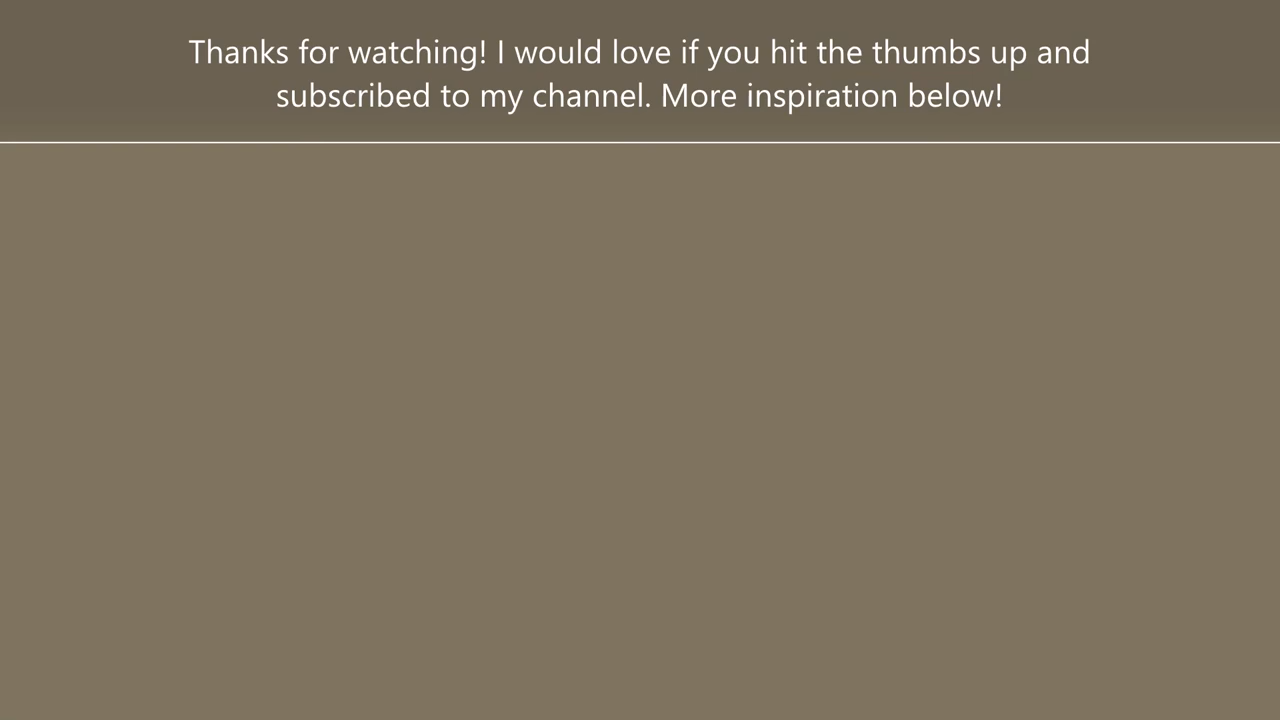 Thanks for watching! I would love if you hit the thumbs up and
subscribed to my channel. More inspiration below!